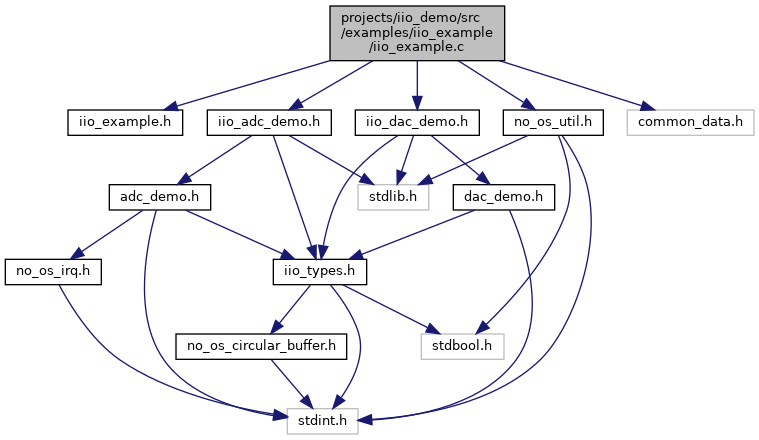 projects/iio_demo/src
/examples/iio_example
/iio_example.c
iio_example.h
iio_adc_demo.h
iio_dac_demo.h
no_os_util.h
common_data.h
adc_demo.h
stdlib.h
dac_demo.h
no_os_irq.h
iio_types.h
no_os_circular_buffer.h
stdbool.h
stdint.h